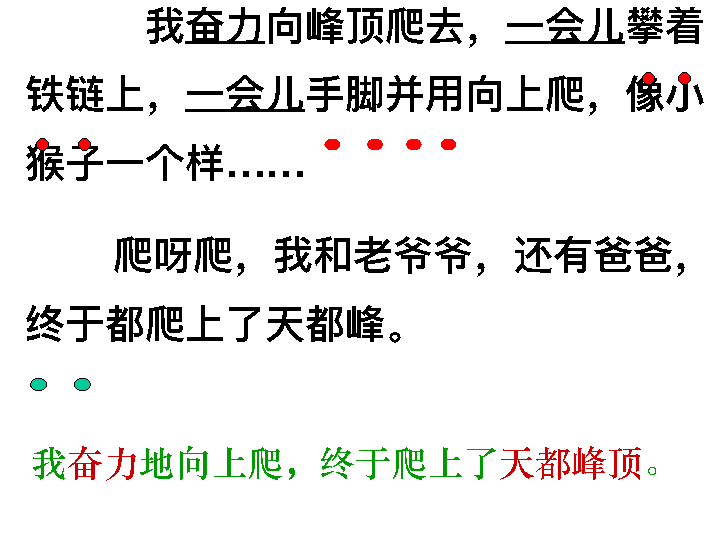 我奋力向峰顶爬去，一会儿攀着
铁链上，一会儿手脚并用向上爬，像小
猴子一个样……
爬呀爬，我和老爷爷，还有爸爸，
终于都爬上了天都峰。
我奋力地向上爬，终于爬上了天都峰顶。